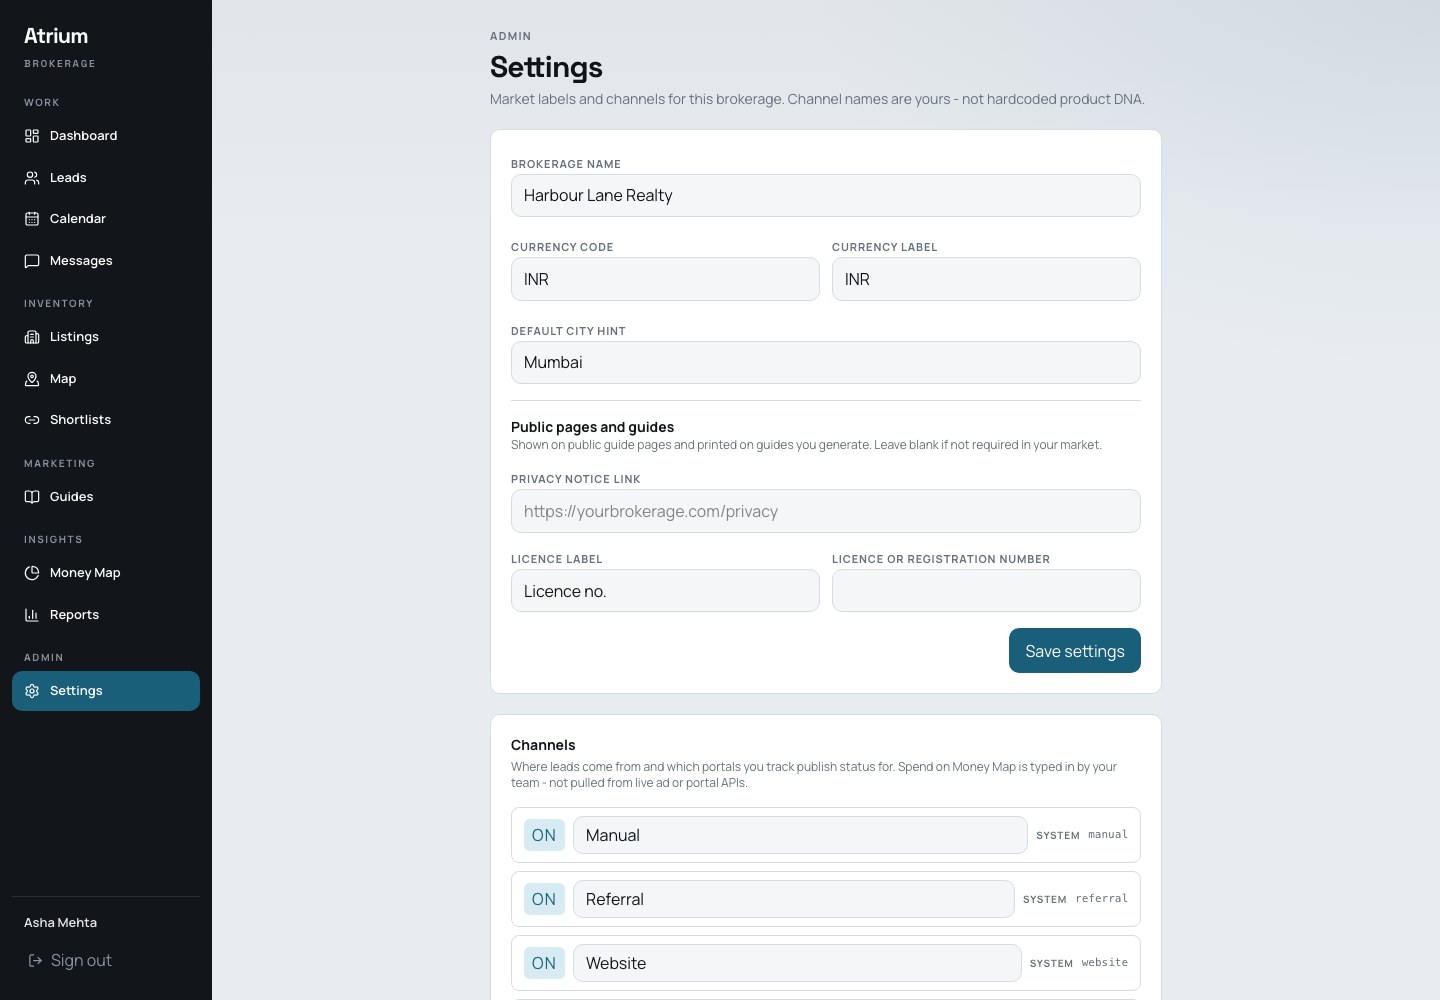 Atrium
BROKERAGE
WORK
Dashboard
Leads
Calendar
Messages
INVENTORY
Listings
Map
Shortlists
MARKETING
Guides
INSIGHTS
Money Map
Reports
ADMIN
Settings
Asha Mehta
Sign out
ADMIN
Settings
Market labels and channels for this brokerage. Channel names are yours - not hardcoded product DNA.
BROKERAGE NAME
Harbour Lane Realty
CURRENCY CODE
CURRENCY LABEL
INR
INR
DEFAULT CITY HINT
Mumbai
Public pages and guides
Shown on public guide pages and printed on guides you generate. Leave blank if not required in your market.
PRIVACY NOTICE LINK
https://yourbrokerage.com/privacy
LICENCE LABEL
LICENCE OR REGISTRATION NUMBER
Licence no.
Save settings
Channels
Where leads come from and which portals you track publish status for. Spend on Money Map is typed in by your
team - not pulled from live ad or portal APIs.
ON Manual SYSTEM manual
ON Referral SYSTEM referral
ON Website SYSTEM website